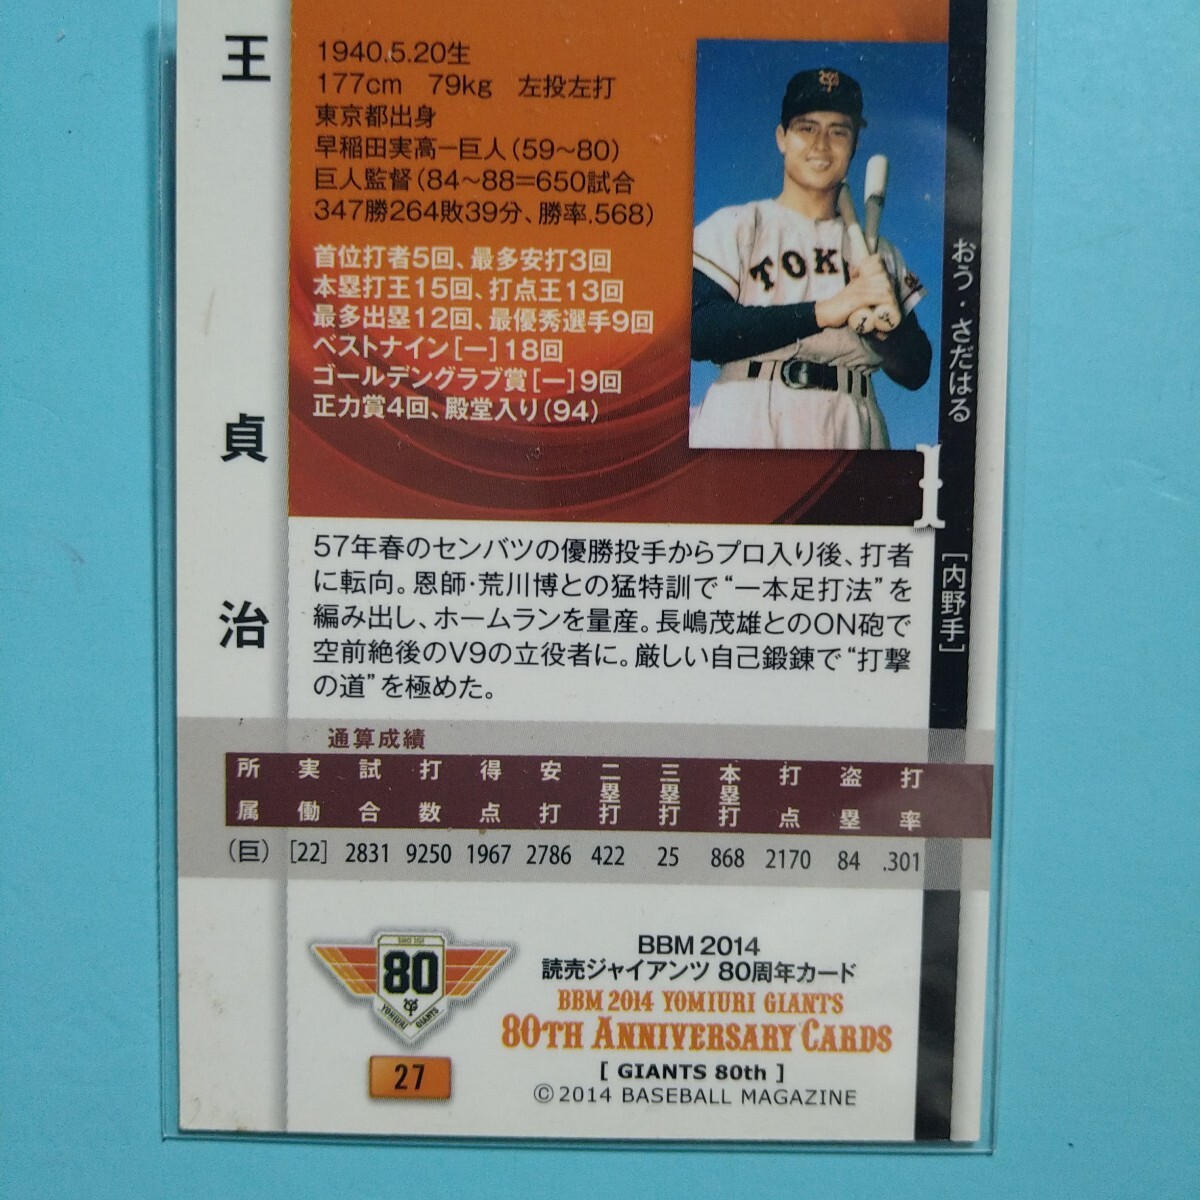 王貞治
1940.5.20生
177cm 79kg 左投左打
東京都出身
早稲田実高ー巨人(59〜80)
巨人監督(84〜88=650試合
347勝264敗39分、勝率.568)
首位打者5回、最多安打3回
本塁打王15回、打点王13回
最多出塁12回、最優秀選手9回
ベストナイン[一]18回
ゴールデングラブ賞[一]9回
正力賞4回、殿堂入り(94)
TOK
おう・さだはる
1
[内野手]
57年春のセンバツの優勝投手からプロ入り後、打者
に転向。恩師・荒川博との猛特訓で“一本足打法”を
編み出し、ホームランを量産。長嶋茂雄とのON砲で
空前絶後のV9の立役者に。厳しい自己鍛錬で“打撃
の道”を極めた。
通算成績
所属 実働 試合 打数 得点 安打 二塁打 三塁打 本塁打 打点 盗塁 打率
(巨) [22] 2831 9250 1967 2786 422 25 868 2170 84 .301
80
YOMIURI GIANTS
27
BBM 2014
読売ジャイアンツ 80周年カード
BBM 2014 YOMIURI GIANTS
80TH ANNIVERSARY CARDS
[ GIANTS 80th ]
©2014 BASEBALL MAGAZINE